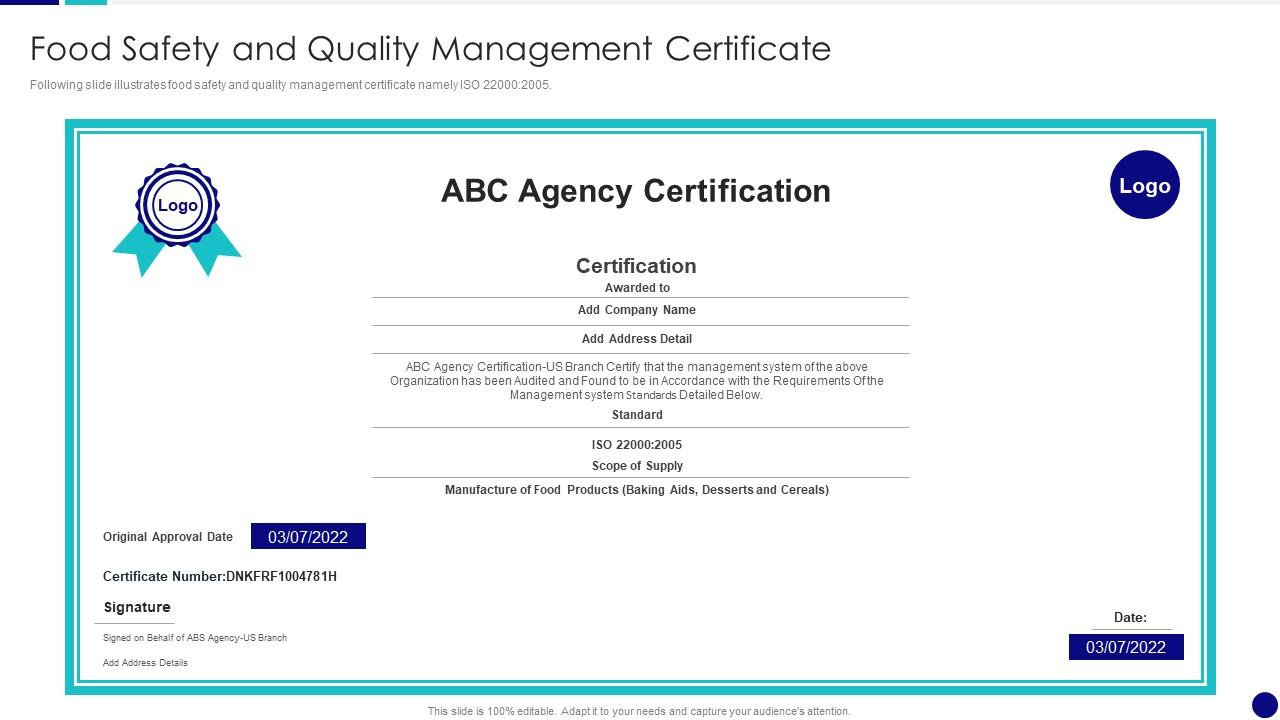 Food Safety and Quality Management Certificate
Following slide illustrates food safety and quality management certificate namely ISO 22000:2005.
Logo
Logo
ABC Agency Certification
Certification
Awarded to
Add Company Name
Add Address Detail
ABC Agency Certification-US Branch Certify that the management system of the above
Organization has been Audited and Found to be in Accordance with the Requirements Of the
Management system Standards Detailed Below.
Standard
ISO 22000:2005
Scope of Supply
Manufacture of Food Products (Baking Aids, Desserts and Cereals)
Original Approval Date 03/07/2022
Certificate Number:DNKFRF1004781H
Signature
Signed on Behalf of ABS Agency-US Branch
Add Address Details
Date:
03/07/2022
This slide is 100% editable. Adapt it to your needs and capture your audience's attention.